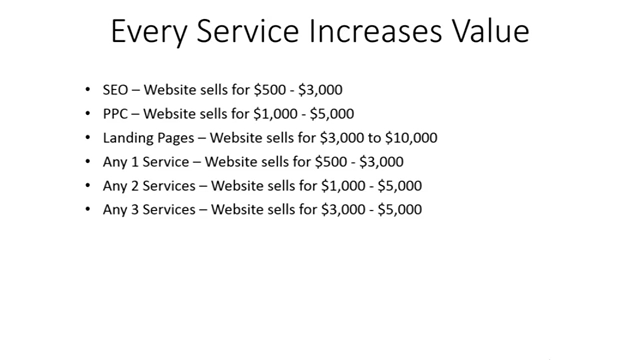 Every Service Increases Value
• SEO – Website sells for $500 - $3,000
• PPC – Website sells for $1,000 - $5,000
• Landing Pages – Website sells for $3,000 to $10,000
• Any 1 Service – Website sells for $500 - $3,000
• Any 2 Services – Website sells for $1,000 - $5,000
• Any 3 Services – Website sells for $3,000 - $5,000